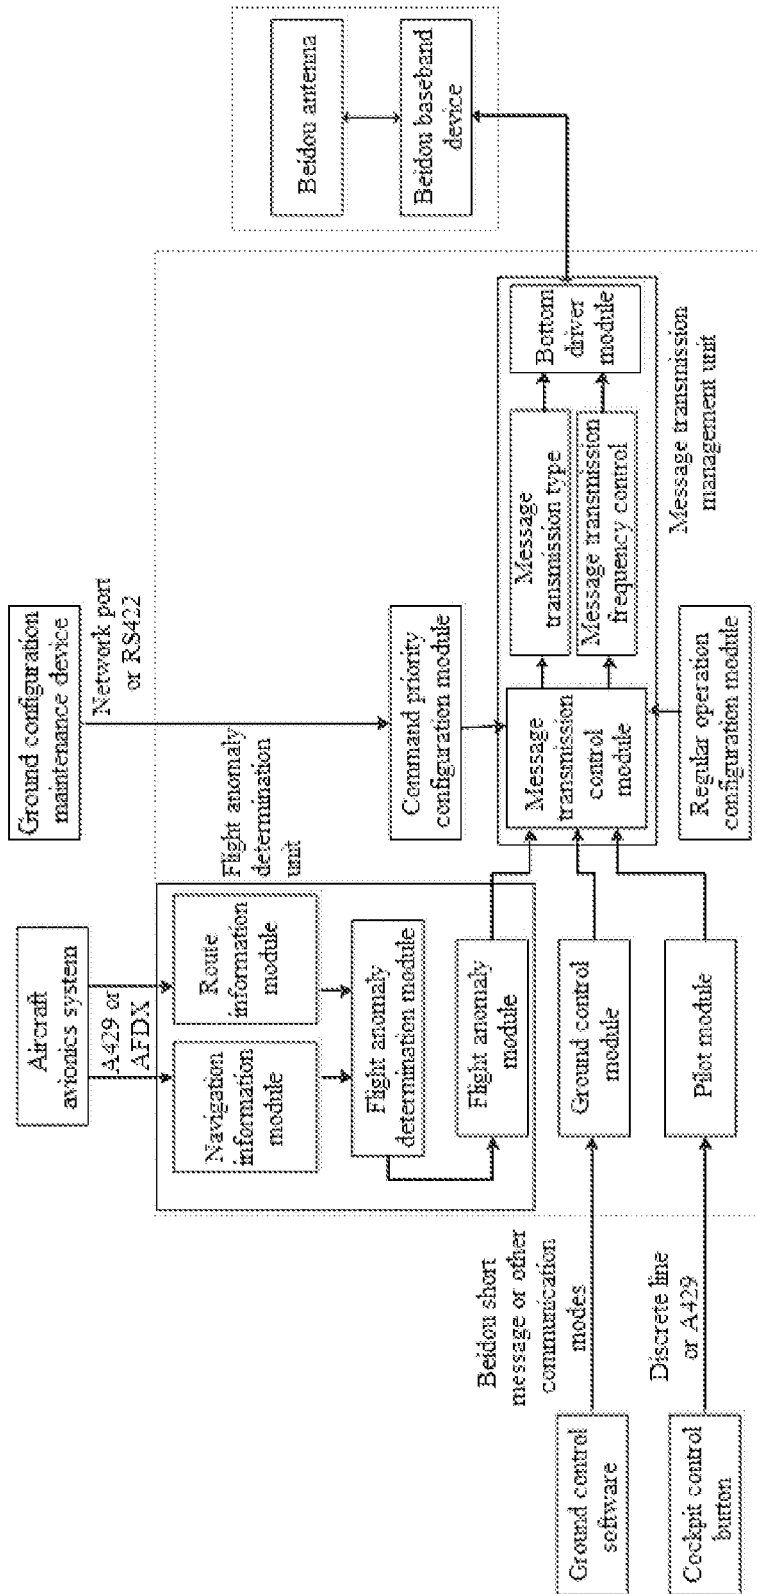 Aircraft
avionics system
A429 or
AFDX
Ground configuration
maintenance device
Network port
or RS422
Flight anomaly
determination
unit
Navigation
information
module
Route
information
module
Flight anomaly
determination module
Flight anomaly
module
Command priority
configuration module
Beidou antenna
Beidou baseband
device
Message
transmission
control
module
Message
transmission type
Message transmission
frequency control
Bottom
driver
module
Message transmission
management unit
Regular operation
configuration module
Ground control
software
Beidou short
message or other
communication
modes
Ground control
module
Cockpit control
button
Discrete line
or A429
Pilot module